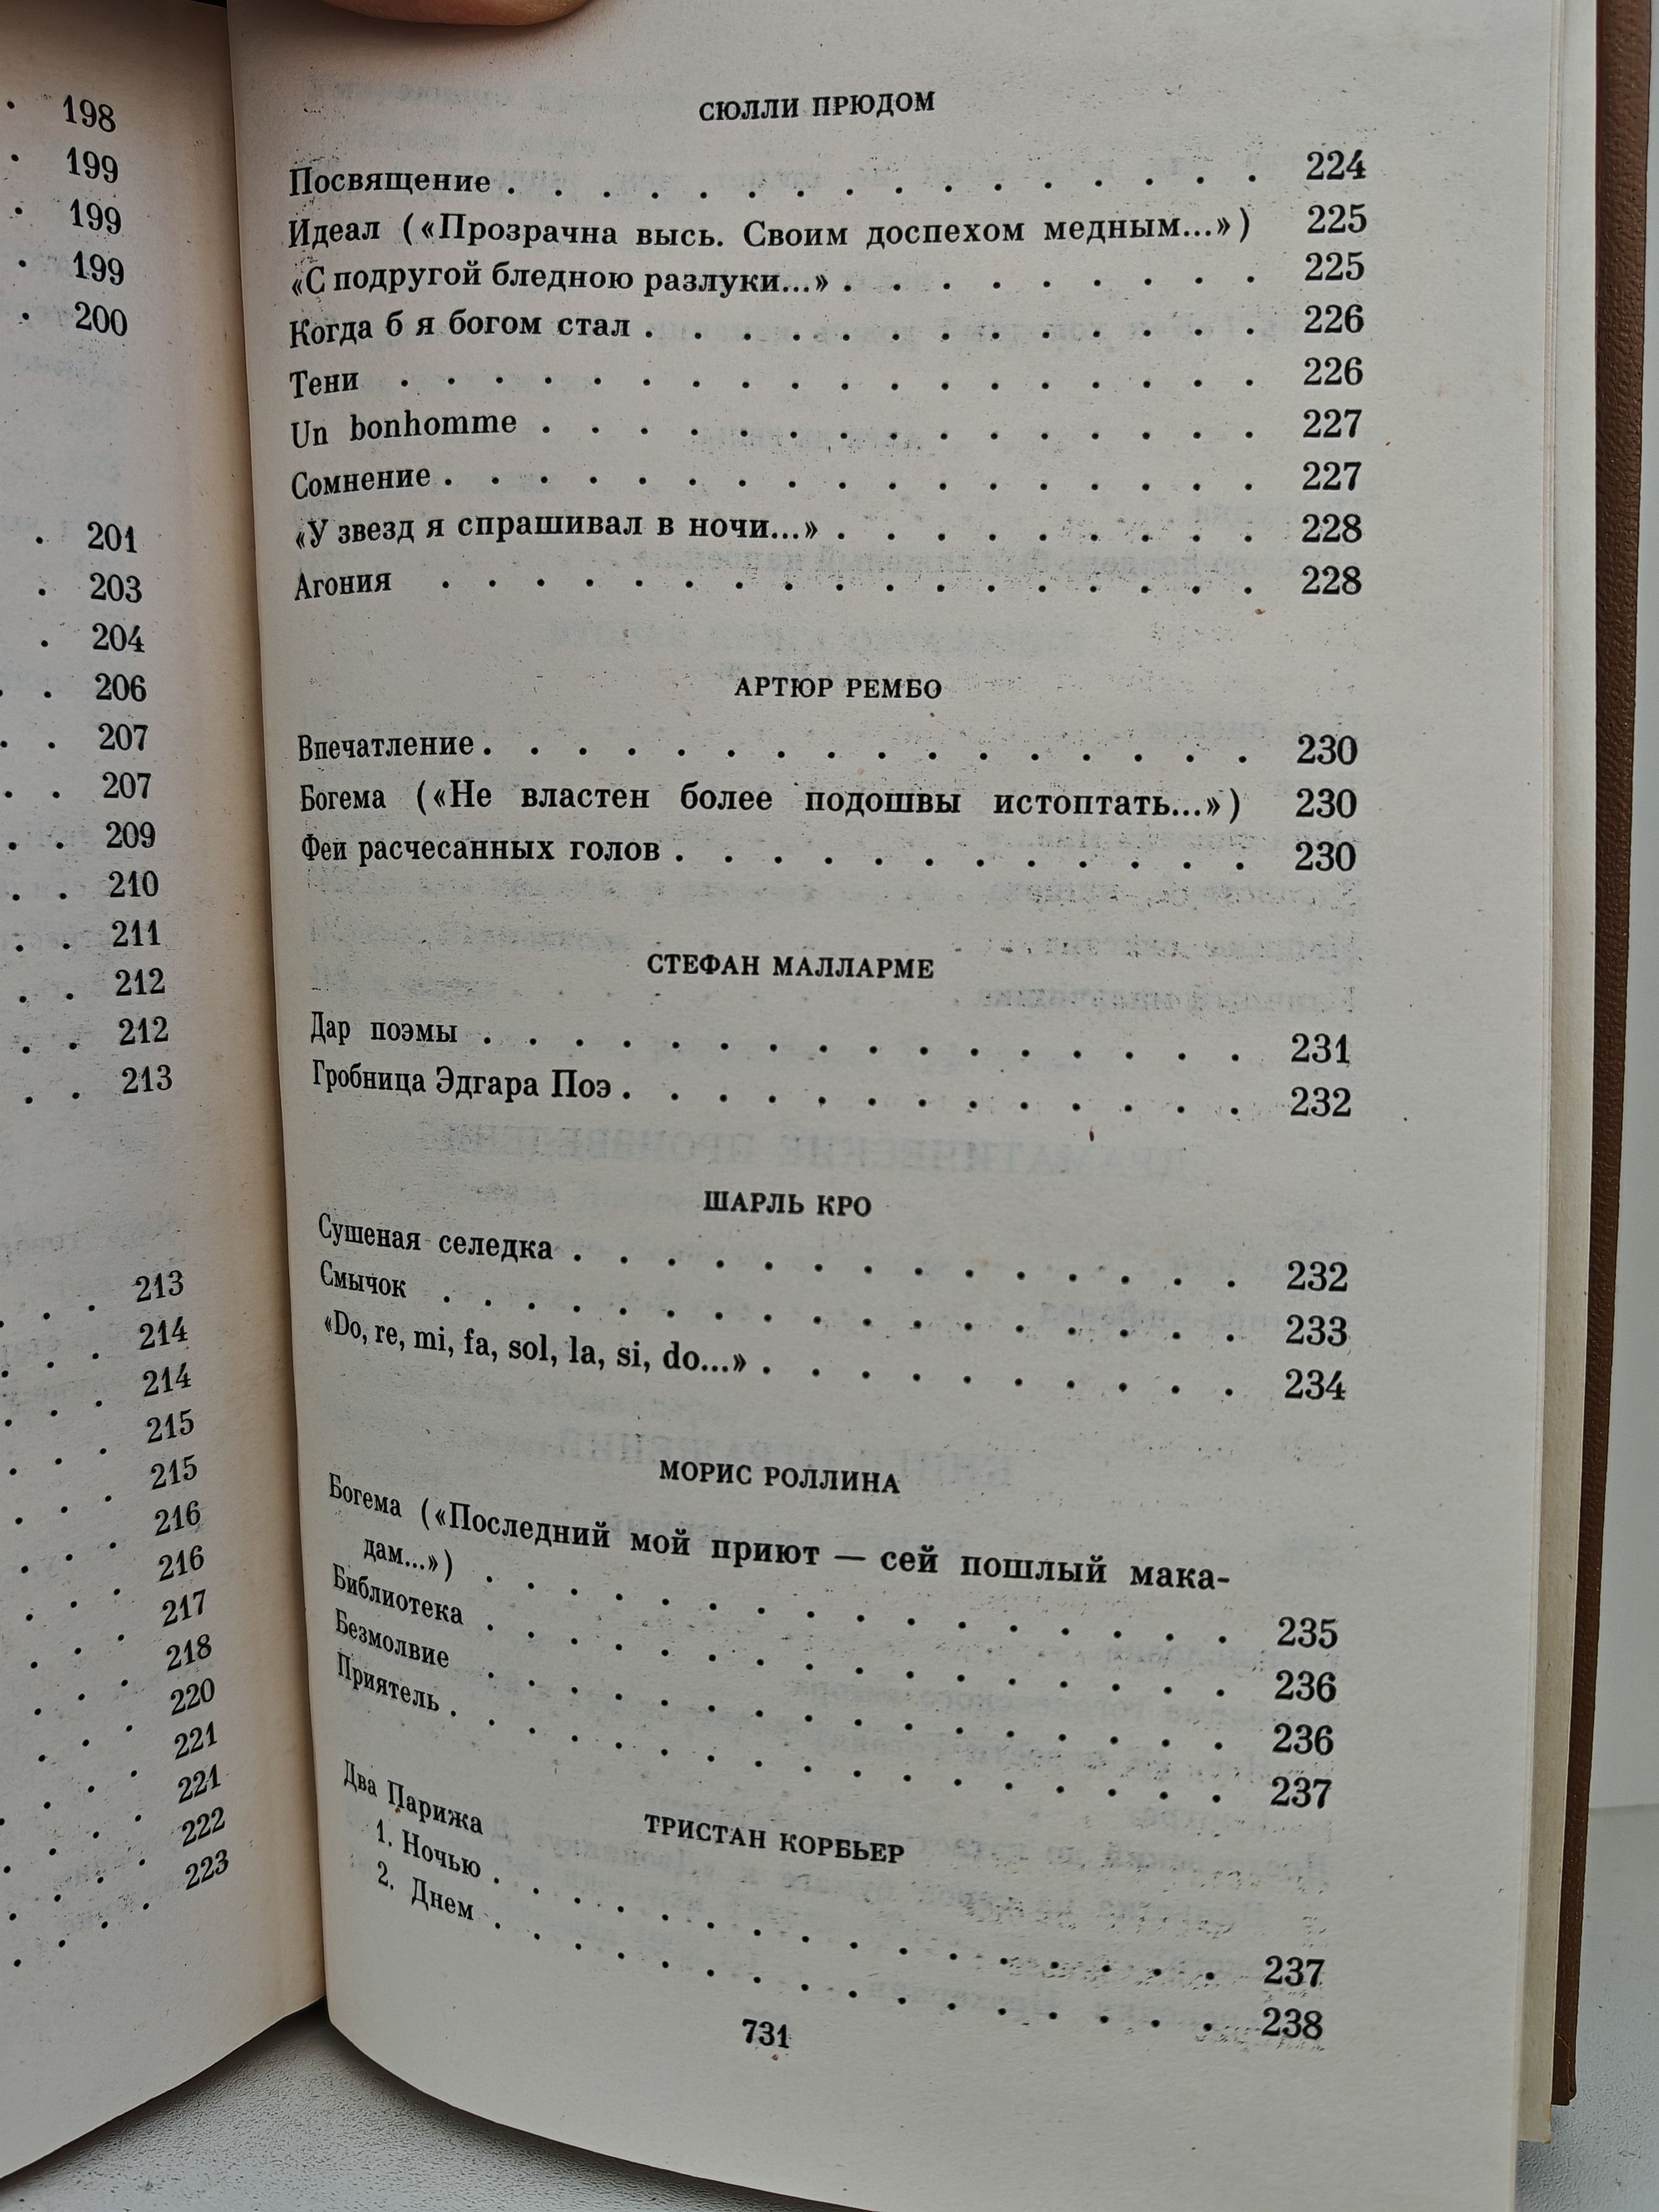 198
199
199
199
200
201
203
204
206
207
207
209
210
211
212
212
213
213
214
214
215
215
216
216
217
218
220
221
221
222
223
СЮЛЛИ ПРЮДОМ
Посвящение . . . . . . . . . . . . . . . . 224
Идеал («Прозрачна высь. Своим доспехом медным...») 225
«С подругой бледною разлуки...» . . . . . . . . . 225
Когда б я богом стал . . . . . . . . . . . . . 226
Тени . . . . . . . . . . . . . . . . . . 226
Un bonhomme . . . . . . . . . . . . . . . 227
Сомнение . . . . . . . . . . . . . . . . . 227
«У звезд я спрашивал в ночи...» . . . . . . . . . 228
Агония . . . . . . . . . . . . . . . . . 228
АРТЮР РЕМБО
Впечатление . . . . . . . . . . . . . . . . 230
Богема («Не властен более подошвы истоптать...») 230
Феи расчесанных голов . . . . . . . . . . . . 230
СТЕФАН МАЛЛАРМЕ
Дар поэмы . . . . . . . . . . . . . . . . 231
Гробница Эдгара Поэ . . . . . . . . . . . . . 232
ШАРЛЬ КРО
Сушеная селедка . . . . . . . . . . . . . . 232
Смычок . . . . . . . . . . . . . . . . . 233
«Do, re, mi, fa, sol, la, si, do...» . . . . . . . . . . 234
МОРИС РОЛЛИНА
Богема («Последний мой приют — сей пошлый мака-
дам...») . . . . . . . . . . . . . . . . 235
Библиотека . . . . . . . . . . . . . . . . 236
Безмолвие . . . . . . . . . . . . . . . . 236
Приятель . . . . . . . . . . . . . . . . . 237
ТРИСТАН КОРБЬЕР
Два Парижа
1. Ночью . . . . . . . . . . . . . . . . 237
2. Днем . . . . . . . . . . . . . . . . 238
731